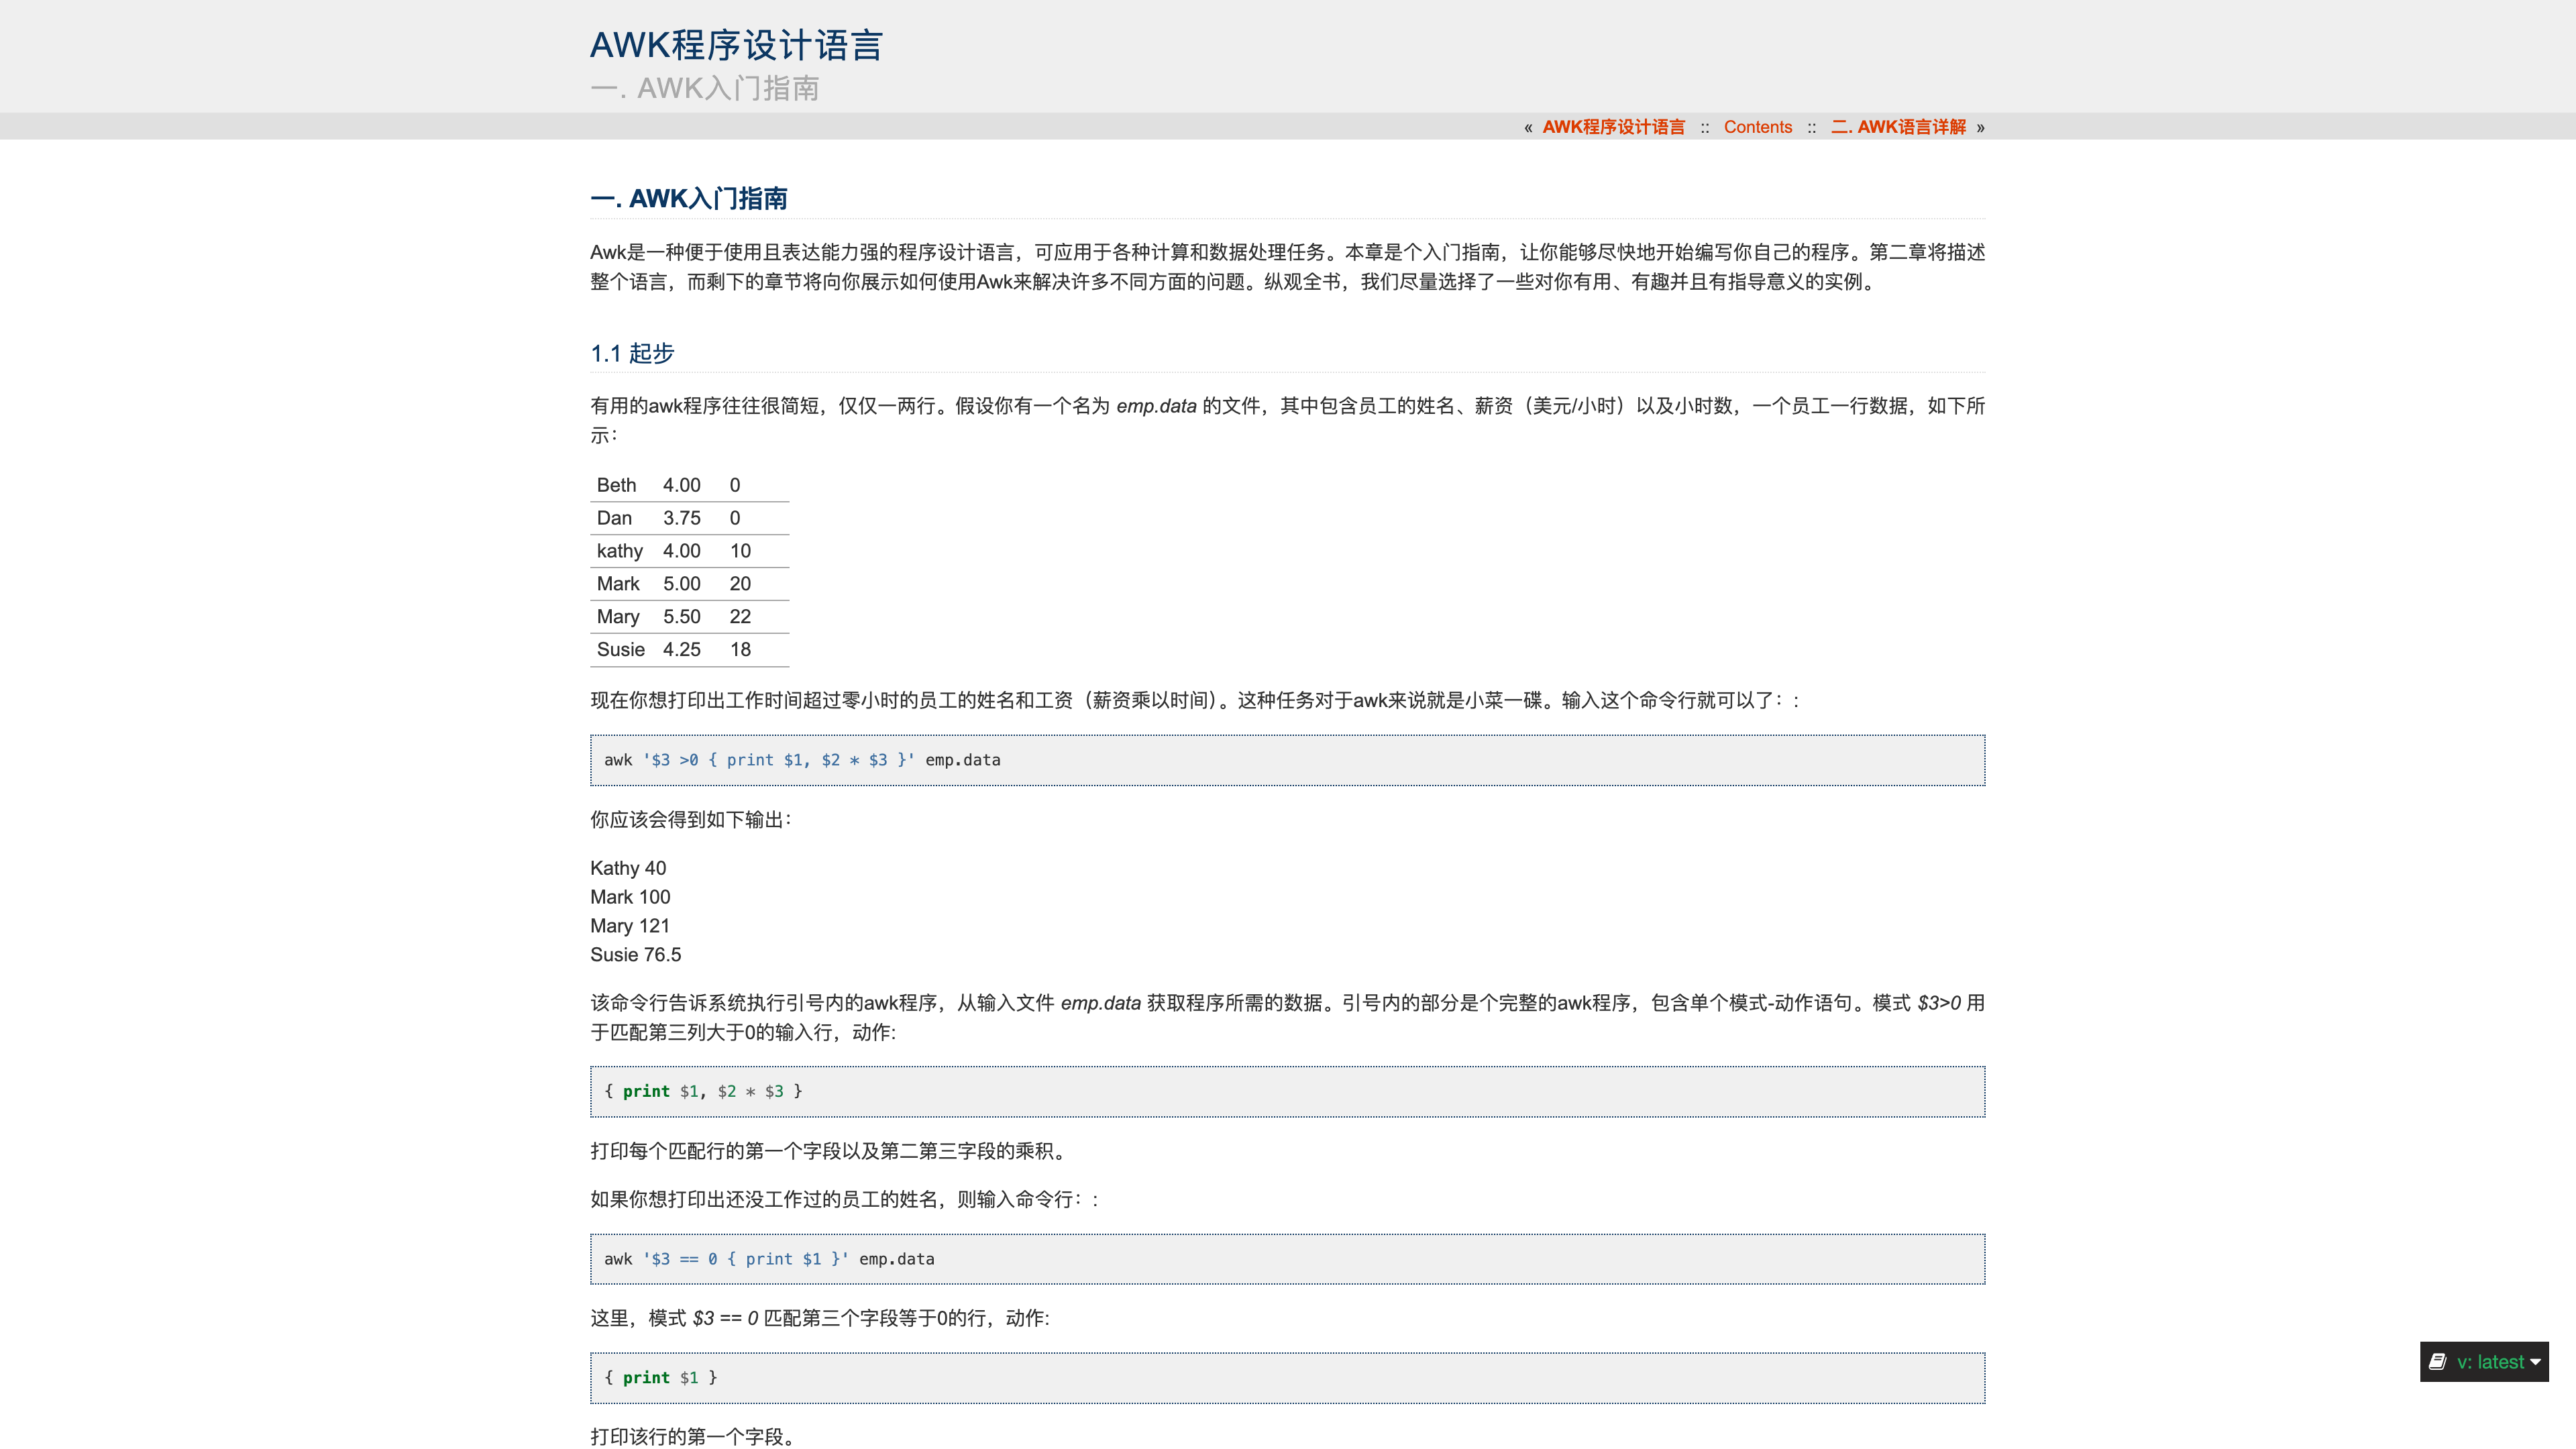 AWK程序设计语言
一. AWK入门指南
« AWK程序设计语言 :: Contents :: 二. AWK语言详解 »
一. AWK入门指南
Awk是一种便于使用且表达能力强的程序设计语言，可应用于各种计算和数据处理任务。本章是个入门指南，让你能够尽快地开始编写你自己的程序。第二章将描述
整个语言，而剩下的章节将向你展示如何使用Awk来解决许多不同方面的问题。纵观全书，我们尽量选择了一些对你有用、有趣并且有指导意义的实例。
1.1 起步
有用的awk程序往往很简短，仅仅一两行。假设你有一个名为 emp.data 的文件，其中包含员工的姓名、薪资（美元/小时）以及小时数，一个员工一行数据，如下所
示：
Beth 4.00 0
Dan 3.75 0
kathy 4.00 10
Mark 5.00 20
Mary 5.50 22
Susie 4.25 18
现在你想打印出工作时间超过零小时的员工的姓名和工资（薪资乘以时间）。这种任务对于awk来说就是小菜一碟。输入这个命令行就可以了：:
awk '$3 >0 { print $1, $2 * $3 }' emp.data
你应该会得到如下输出：
Kathy 40
Mark 100
Mary 121
Susie 76.5
该命令行告诉系统执行引号内的awk程序，从输入文件 emp.data 获取程序所需的数据。引号内的部分是个完整的awk程序，包含单个模式-动作语句。模式 $3>0 用
于匹配第三列大于0的输入行，动作:
{ print $1, $2 * $3 }
打印每个匹配行的第一个字段以及第二第三字段的乘积。
如果你想打印出还没工作过的员工的姓名，则输入命令行：:
awk '$3 == 0 { print $1 }' emp.data
这里，模式 $3 == 0 匹配第三个字段等于0的行，动作:
{ print $1 }
打印该行的第一个字段。
v: latest